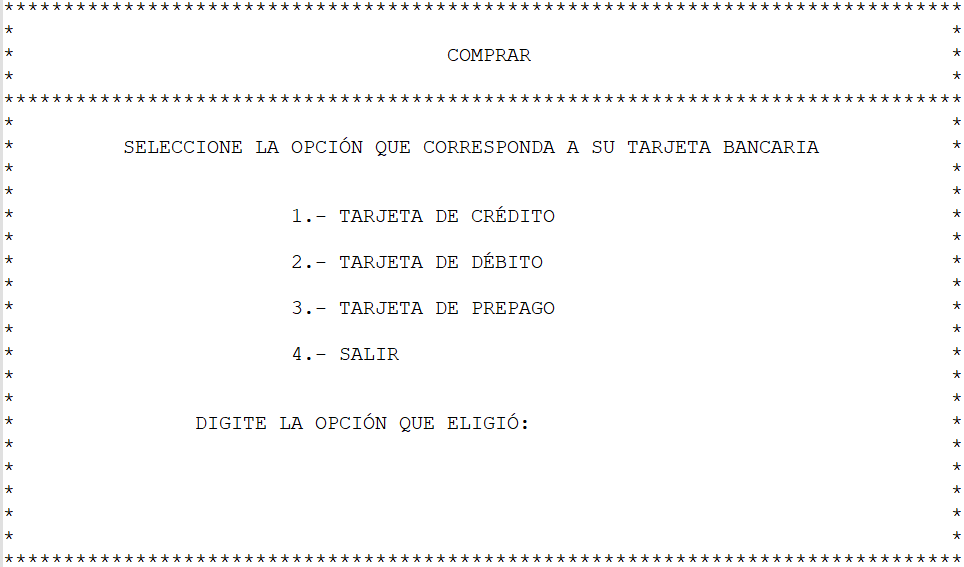 COMPRAR
SELECCIONE LA OPCIÓN QUE CORRESPONDA A SU TARJETA BANCARIA
1.- TARJETA DE CRÉDITO
2.- TARJETA DE DÉBITO
3.- TARJETA DE PREPAGO
4.- SALIR
DIGITE LA OPCIÓN QUE ELIGIÓ: